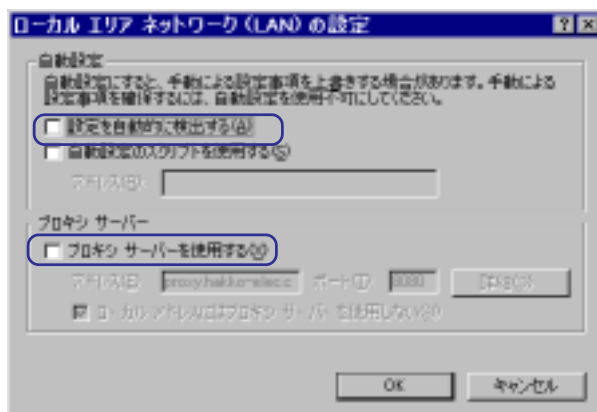 ローカル エリア ネットワーク (LAN) の設定
自動設定
自動設定にすると、手動による設定事項を上書きする場合があります。手動による
設定事項を確保するには、自動設定を使用不可にしてください。
設定を自動的に検出する(A)
自動設定のスクリプトを使用する(S)
アドレス(R):
プロキシ サーバー
プロキシ サーバーを使用する(X)
アドレス(E): proxy.hakko-elec.c ポート(T): 8080 詳細(C)
ローカル アドレスにはプロキシ サーバーを使用しない(B)
OK キャンセル